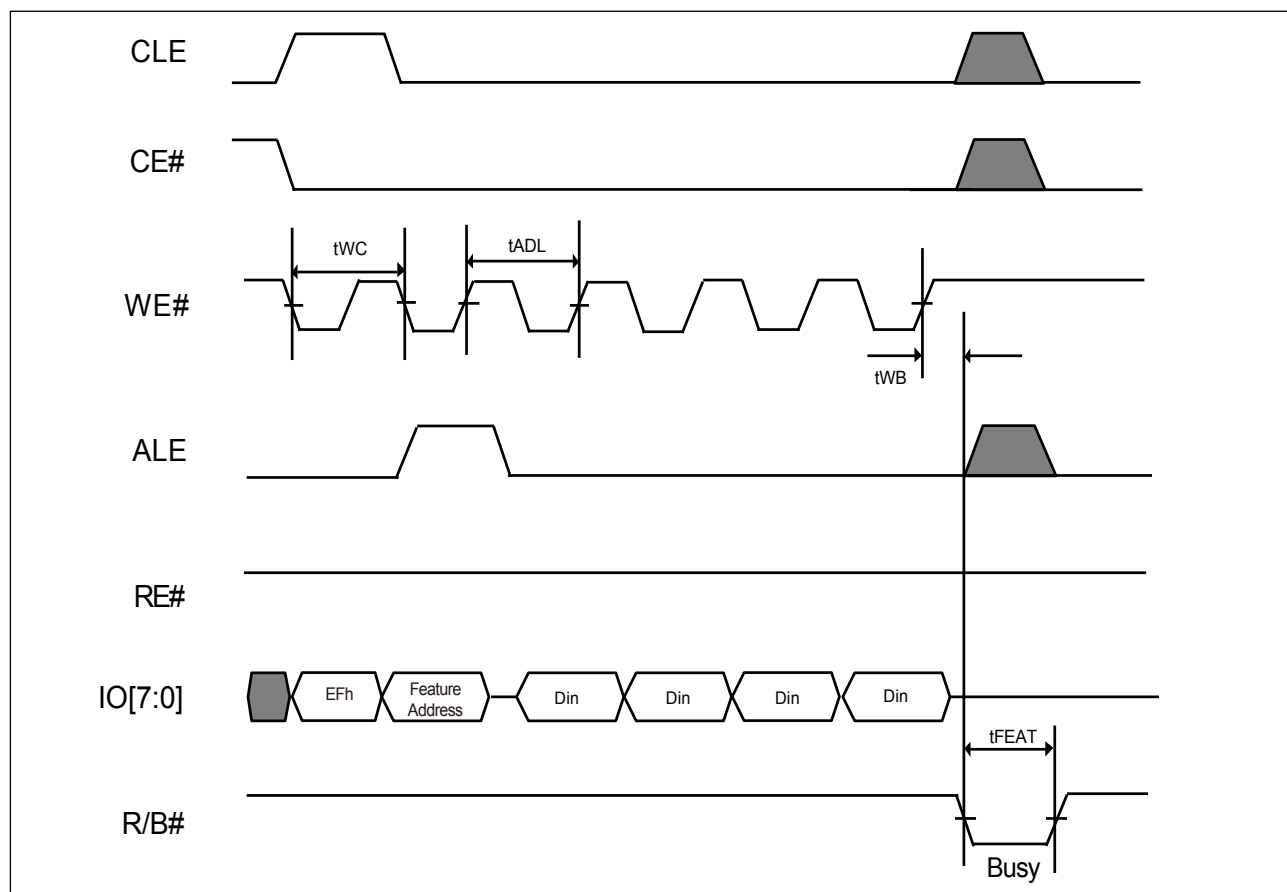 CLE
CE#
tWC
tADL
WE#
tWB
ALE
RE#
IO[7:0]
EFh
Feature
Address
Din
Din
Din
Din
tFEAT
R/B#
Busy